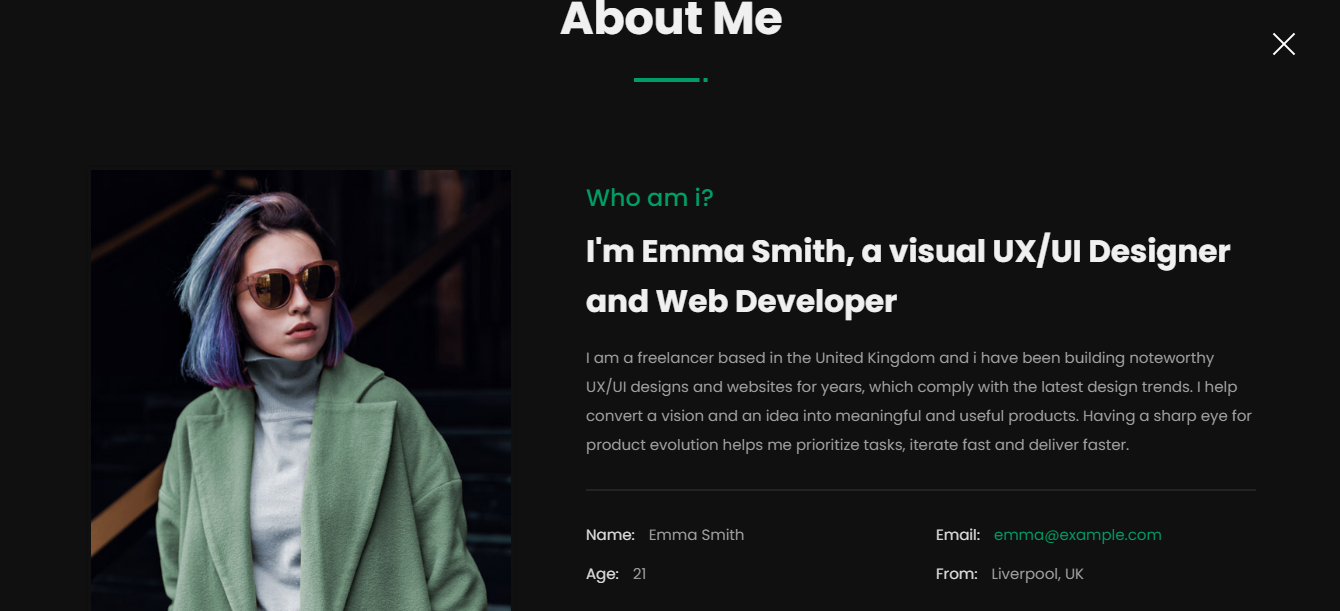 About Me
Who am i?
I'm Emma Smith, a visual UX/UI Designer
and Web Developer
I am a freelancer based in the United Kingdom and i have been building noteworthy
UX/UI designs and websites for years, which comply with the latest design trends. I help
convert a vision and an idea into meaningful and useful products. Having a sharp eye for
product evolution helps me prioritize tasks, iterate fast and deliver faster.
Name: Emma Smith
Email: emma@example.com
Age: 21
From: Liverpool, UK